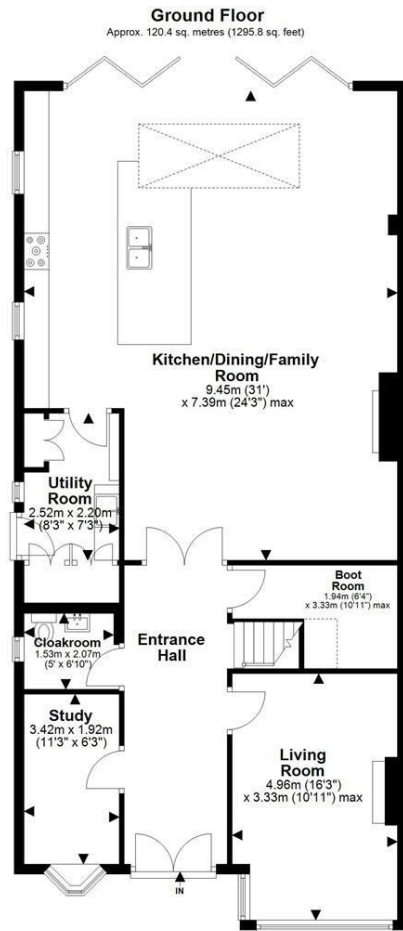 Ground Floor
Approx. 120.4 sq. metres (1295.8 sq. feet)
Kitchen/Dining/Family
Room
9.45m (31')
x 7.39m (24'3") max
Utility
Room
2.52m x 2.20m
(8'3" x 7'3")
Boot
Room
1.94m (6'4")
x 3.33m (10'11") max
Cloakroom
1.53m x 2.07m
(5' x 6'10")
Entrance
Hall
Study
3.42m x 1.92m
(11'3" x 6'3")
Living
Room
4.96m (16'3")
x 3.33m (10'11") max
IN